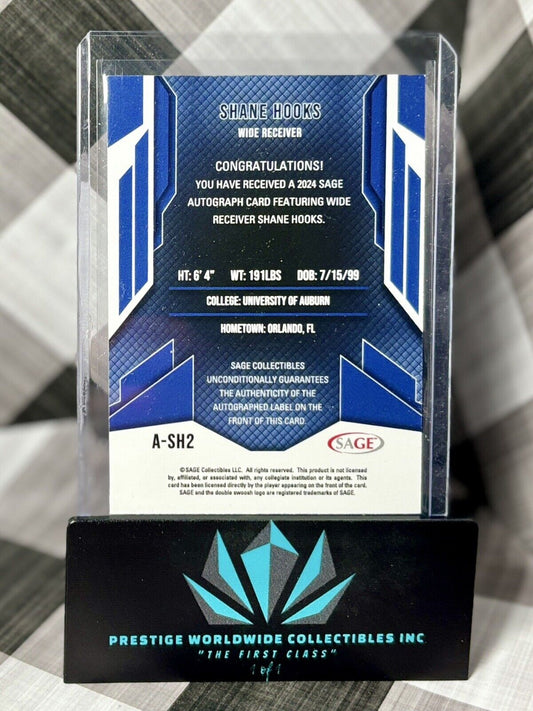 SHANE HOOKS
WIDE RECEIVER
CONGRATULATIONS!
YOU HAVE RECEIVED A 2024 SAGE
AUTOGRAPH CARD FEATURING WIDE
RECEIVER SHANE HOOKS.
HT: 6' 4" WT: 191LBS DOB: 7/15/99
COLLEGE: UNIVERSITY OF AUBURN
HOMETOWN: ORLANDO, FL
SAGE COLLECTIBLES
UNCONDITIONALLY GUARANTEES
THE AUTHENTICITY OF THE
AUTOGRAPHED LABEL ON THE
FRONT OF THIS CARD.
A-SH2
SAGE
© SAGE Collectibles LLC. All rights reserved. This product is not licensed
by, affiliated, or associated with, any collegiate institution or its agents. This
card has been licensed directly by the player appearing on the front of the card.
SAGE and the double swoosh logo are registered trademarks of SAGE.
PRESTIGE WORLDWIDE COLLECTIBLES INC
"THE FIRST CLASS"
1 of 1